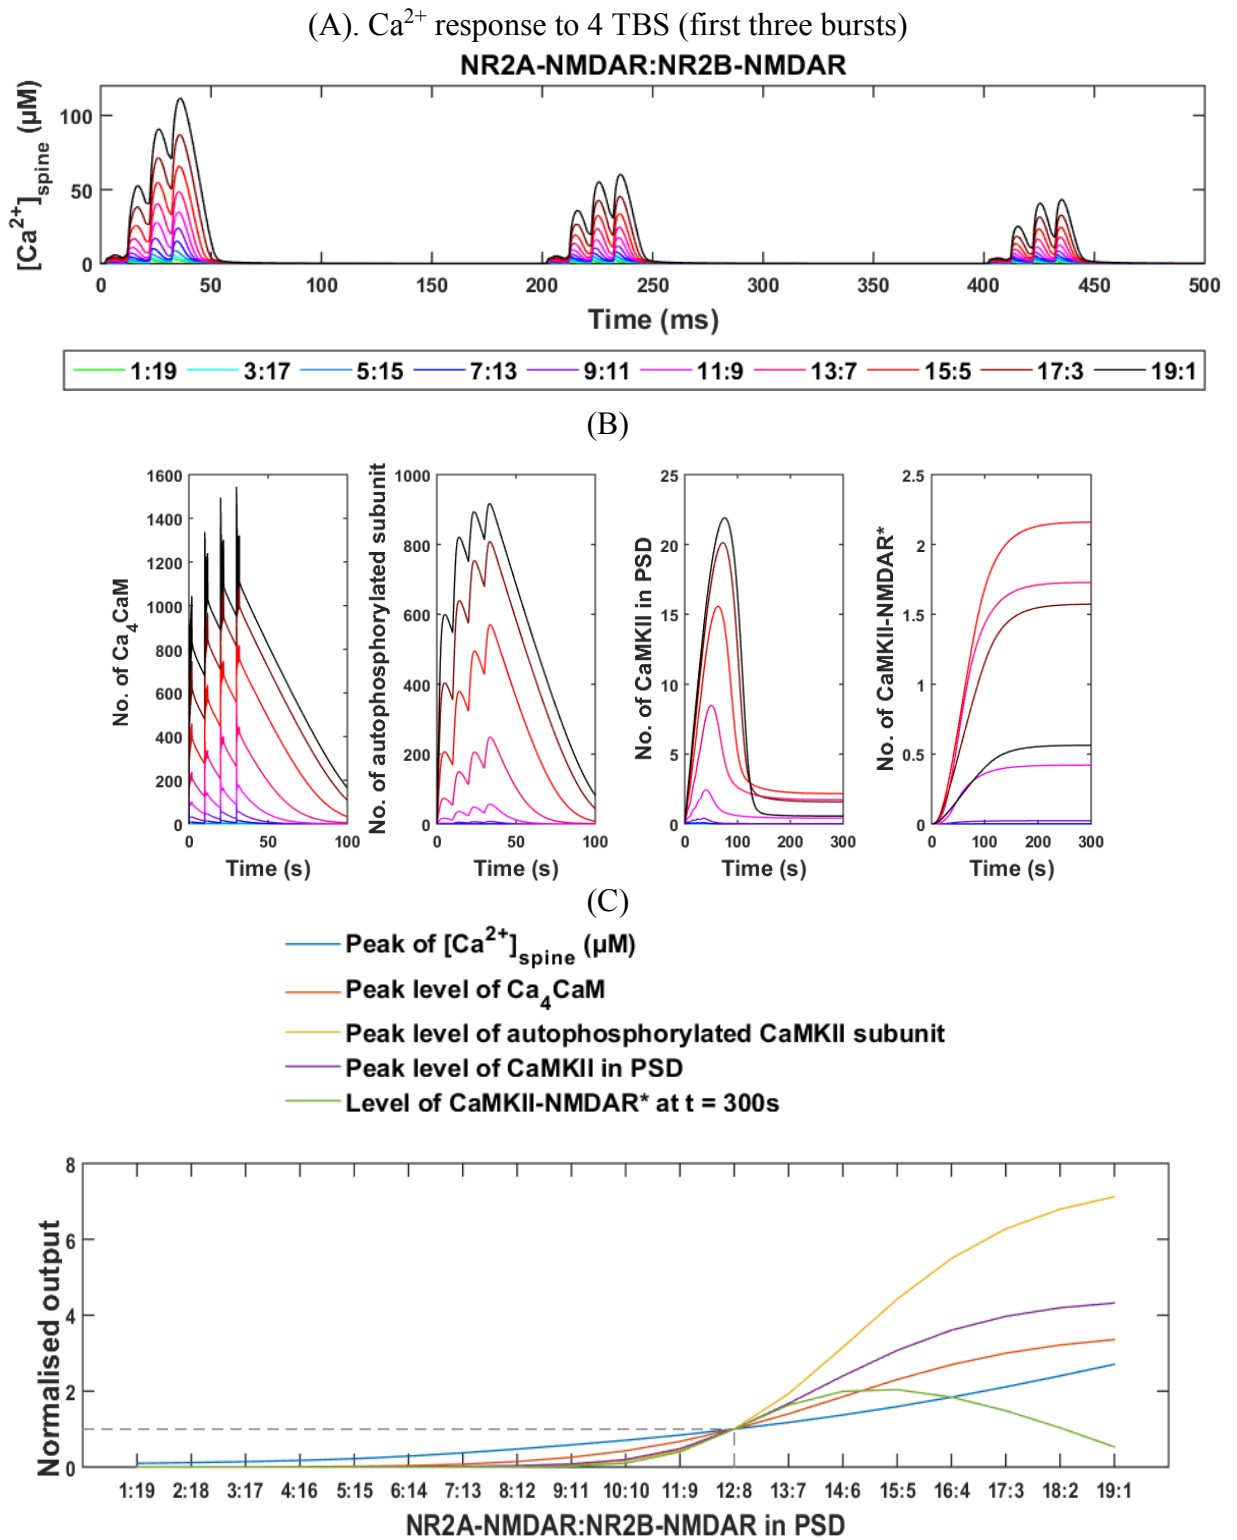 (A). Ca2+ response to 4 TBS (first three bursts)
NR2A-NMDAR:NR2B-NMDAR
[Ca2+]spine (µM)
100
50
0
0 50 100 150 200 250 300 350 400 450 500
Time (ms)
1:19 3:17 5:15 7:13 9:11 11:9 13:7 15:5 17:3 19:1
(B)
No. of Ca4CaM
1600
1400
1200
1000
800
600
400
200
0
0 50 100
Time (s)
No. of autophosphorylated subunit
1000
800
600
400
200
0
0 50 100
Time (s)
No. of CaMKII in PSD
25
20
15
10
5
0
0 100 200 300
Time (s)
No. of CaMKII-NMDAR*
2.5
2
1.5
1
0.5
0
0 100 200 300
Time (s)
(C)
Peak of [Ca2+]spine (µM)
Peak level of Ca4CaM
Peak level of autophosphorylated CaMKII subunit
Peak level of CaMKII in PSD
Level of CaMKII-NMDAR* at t = 300s
Normalised output
8
6
4
2
0
1:19 2:18 3:17 4:16 5:15 6:14 7:13 8:12 9:11 10:10 11:9 12:8 13:7 14:6 15:5 16:4 17:3 18:2 19:1
NR2A-NMDAR:NR2B-NMDAR in PSD